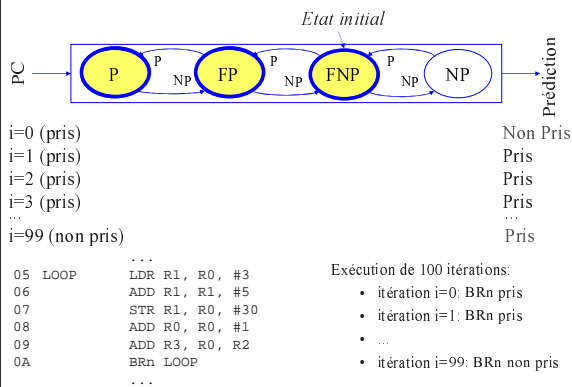 Etat initial
PC P P NP FP P NP FNP P NP NP Prédiction
i=0 (pris) Non Pris
i=1 (pris) Pris
i=2 (pris) Pris
i=3 (pris) Pris
... ...
i=99 (non pris) Pris
...
05 LOOP LDR R1, R0, #3
06 ADD R1, R1, #5
07 STR R1, R0, #30
08 ADD R0, R0, #1
09 ADD R3, R0, R2
0A BRn LOOP
...
Exécution de 100 itérations:
• itération i=0: BRn pris
• itération i=1: BRn pris
• ...
• itération i=99: BRn non pris